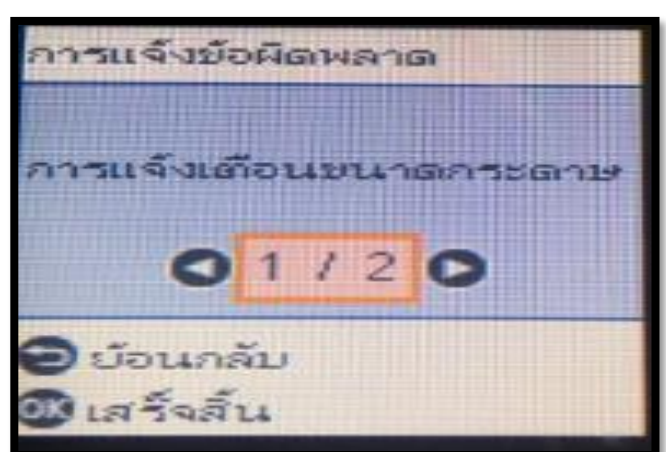 การแจ้งข้อผิดพลาด
การแจ้งเตือนขนาดกระดาษ
1 / 2
ย้อนกลับ
OK เสร็จสิ้น